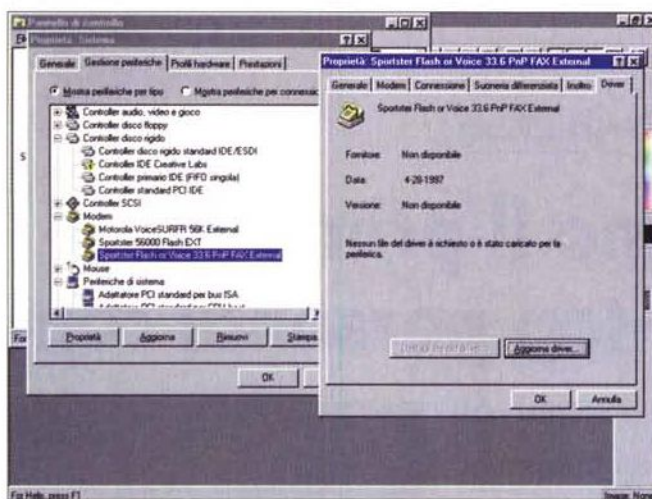 Pannello di controllo
Proprietà: Sistema
Generale
Gestione periferiche
Profili hardware
Prestazioni
Mostra periferiche per tipo
Mostra periferiche per
Controller audio, video e gioco
Controller disco floppy
Controller disco rigido
Controller disco rigido standard IDE/ESDI
Controller IDE Creative Labs
Controller primario IDE (FIFO singola)
Controller standard PCI IDE
Controller SCSI
Modem
Motorola VoiceSURFR 56K External
Sportster 56000 Flash EXT
Sportster Flash or Voice 33.6 PnP FAX External
Mouse
Periferiche di sistema
Adattatore PCI standard per bus ISA
Proprietà
Aggiorna
Rimuovi
Stampa
OK
Proprietà: Sportster Flash or Voice 33.6 PnP FAX External
Generale
Modem
Connessione
Suoneria differenziata
Inoltro
Driver
Sportster Flash or Voice 33.6 PnP FAX External
Fornitore: Non disponibile
Data: 4-28-1997
Versione: Non disponibile
Nessun file del driver è richiesto o è stato caricato per la
periferica.
Aggiorna driver...
OK
Annulla
For Help, press F1
Image: None